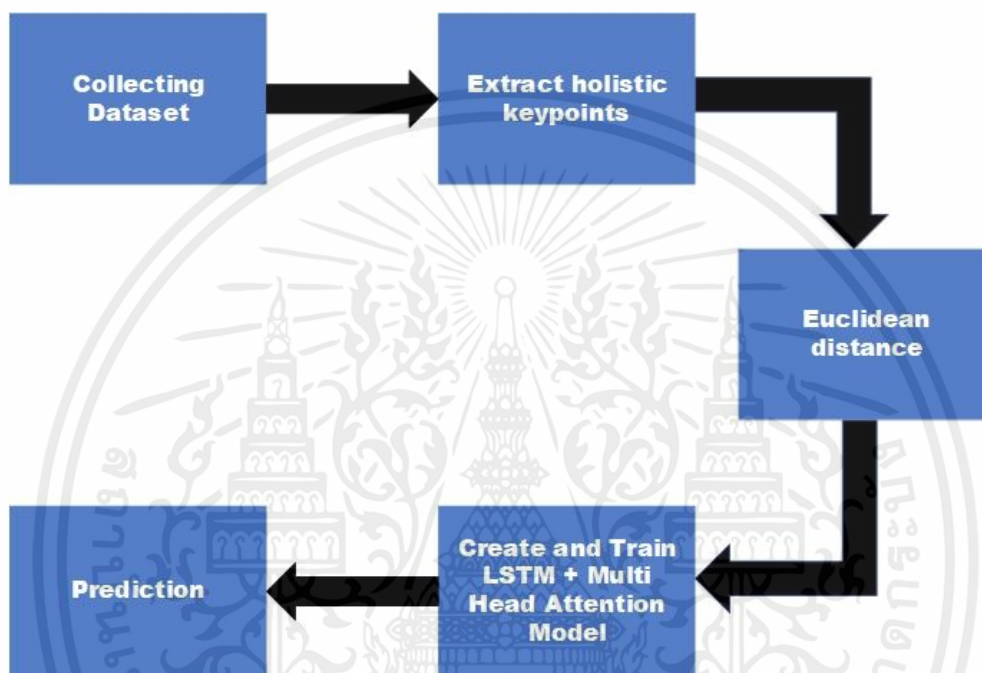 Collecting
Dataset
Extract holistic
keypoints
Euclidean
distance
Create and Train
LSTM + Multi
Head Attention
Model
Prediction